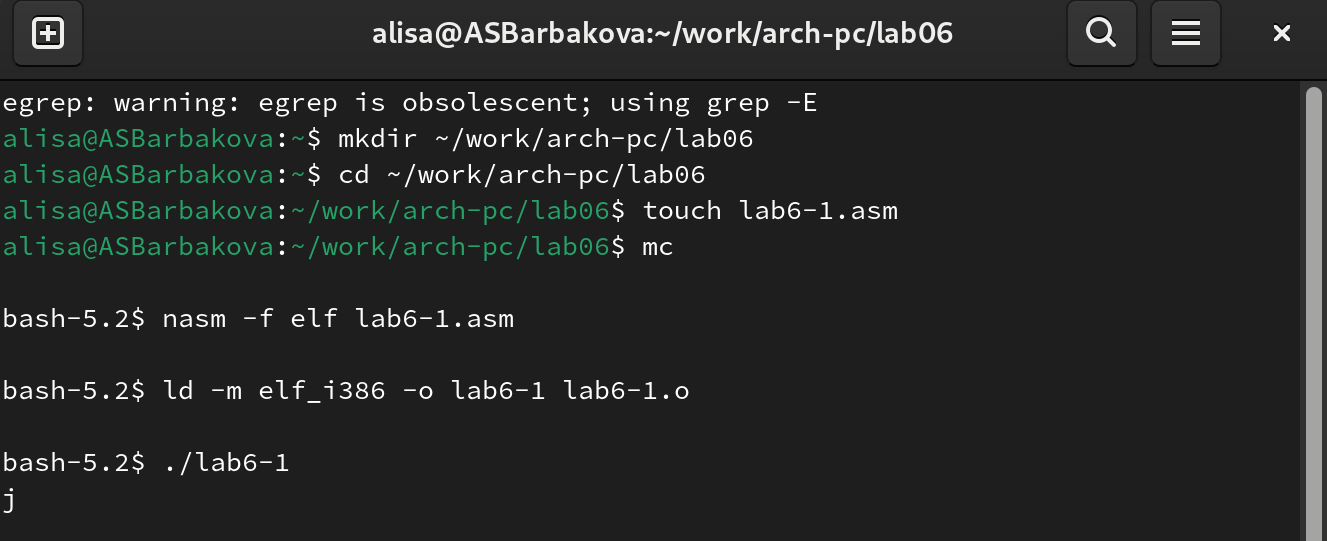 alisa@ASBarbakova:~/work/arch-pc/lab06
egrep: warning: egrep is obsolescent; using grep -E
alisa@ASBarbakova:~$ mkdir ~/work/arch-pc/lab06
alisa@ASBarbakova:~$ cd ~/work/arch-pc/lab06
alisa@ASBarbakova:~/work/arch-pc/lab06$ touch lab6-1.asm
alisa@ASBarbakova:~/work/arch-pc/lab06$ mc
bash-5.2$ nasm -f elf lab6-1.asm
bash-5.2$ ld -m elf_i386 -o lab6-1 lab6-1.o
bash-5.2$ ./lab6-1
j